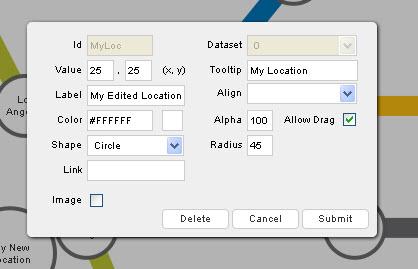 Id MyLoc Dataset 0
Value 25 , 25 (x, y) Tooltip My Location
Label My Edited Location Align
Color #FFFFFF Alpha 100 Allow Drag
Shape Circle Radius 45
Link
Image
Delete Cancel Submit
Lo
Ang
y New
ocation